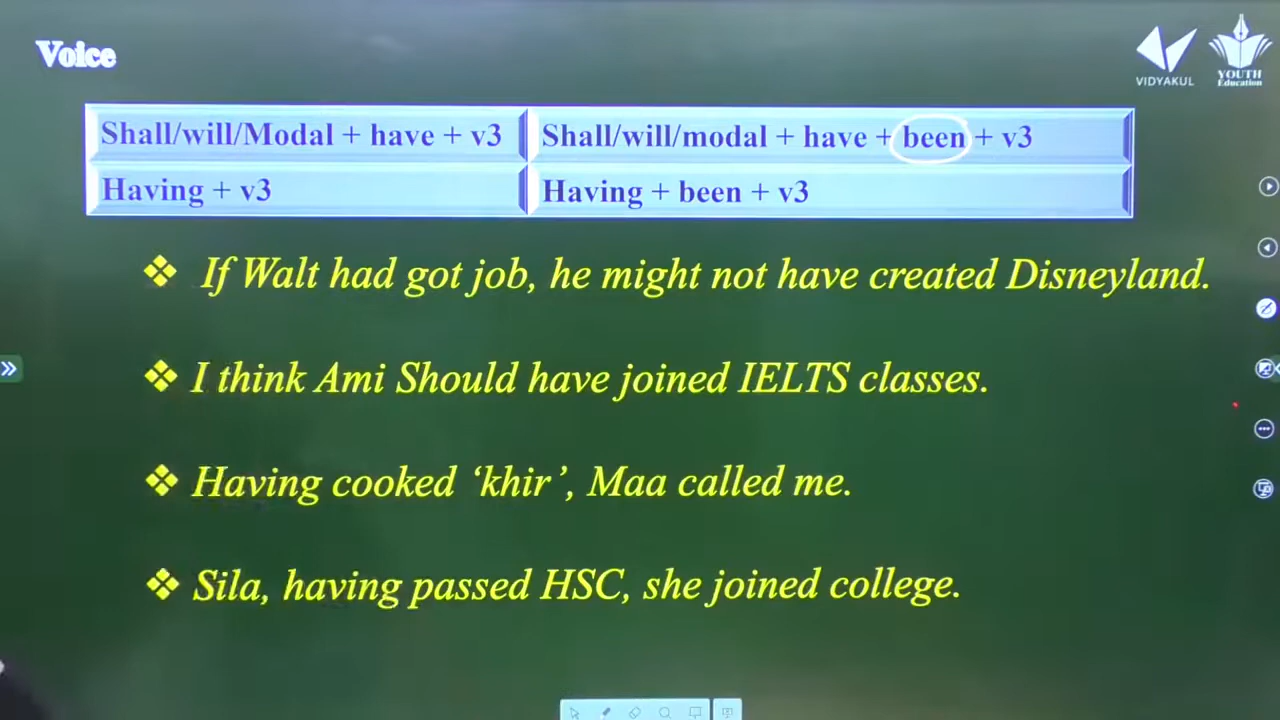 Voice
VIDYAKUL
YOUTH
Education
Shall/will/Modal + have + v3
Shall/will/modal + have + been + v3
Having + v3
Having + been + v3
If Walt had got job, he might not have created Disneyland.
I think Ami Should have joined IELTS classes.
Having cooked ‘khir’, Maa called me.
Sila, having passed HSC, she joined college.